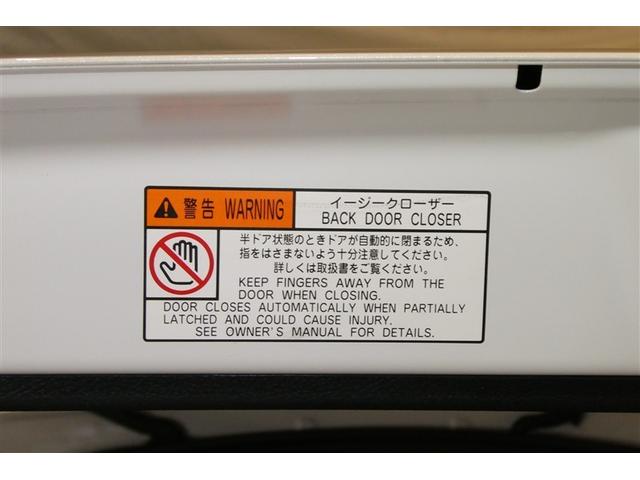 警告 WARNING
イージークローザー
BACK DOOR CLOSER
半ドア状態のときドアが自動的に閉まるため、
指をはさまないよう十分注意してください。
詳しくは取扱書をご覧ください。
KEEP FINGERS AWAY FROM THE
DOOR WHEN CLOSING.
DOOR CLOSES AUTOMATICALLY WHEN PARTIALLY
LATCHED AND COULD CAUSE INJURY.
SEE OWNER'S MANUAL FOR DETAILS.